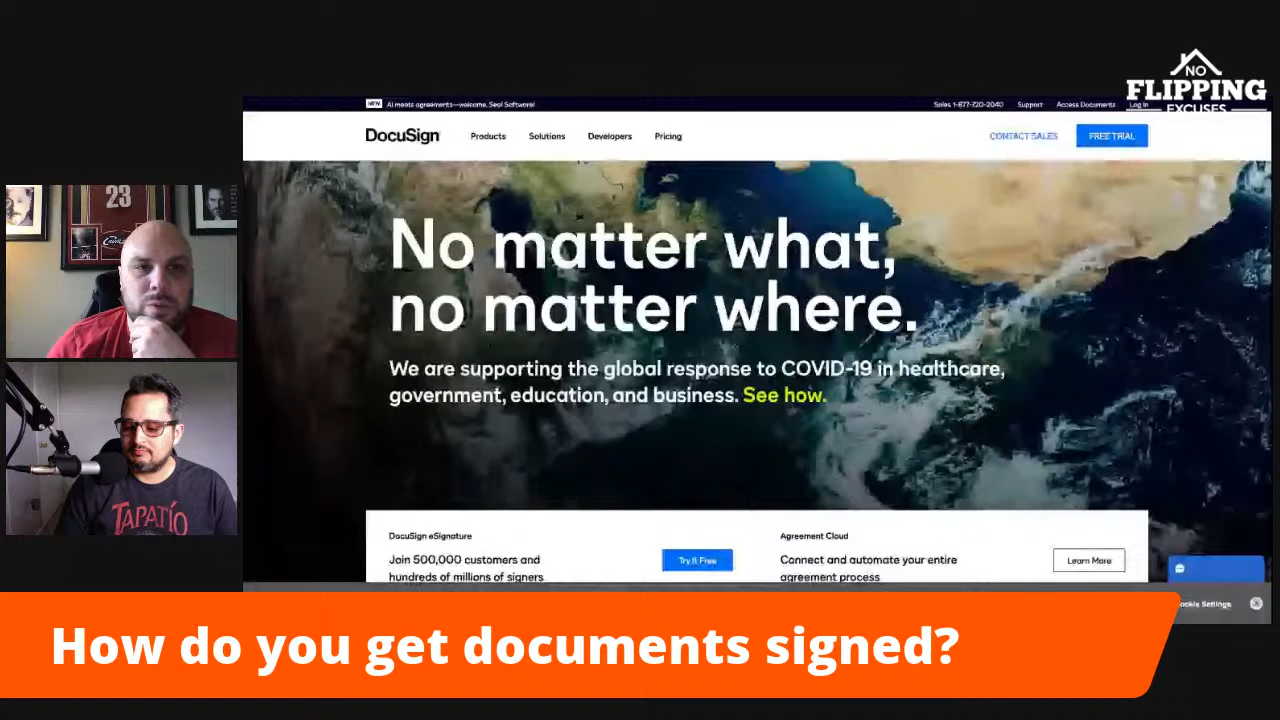 NO
FLIPPING
EXCUSES
NEW AI meets agreements—welcome, Seal Software!
Sales 1-877-720-2040 Support Access Documents Log In
DocuSign Products Solutions Developers Pricing CONTACT SALES FREE TRIAL
23
Cavaliers
No matter what,
no matter where.
We are supporting the global response to COVID-19 in healthcare,
government, education, and business. See how.
TAPATÍO
DocuSign eSignature
Join 500,000 customers and
hundreds of millions of signers
Try It Free
Agreement Cloud
Connect and automate your entire
agreement process
Learn More
Cookie Settings
How do you get documents signed?